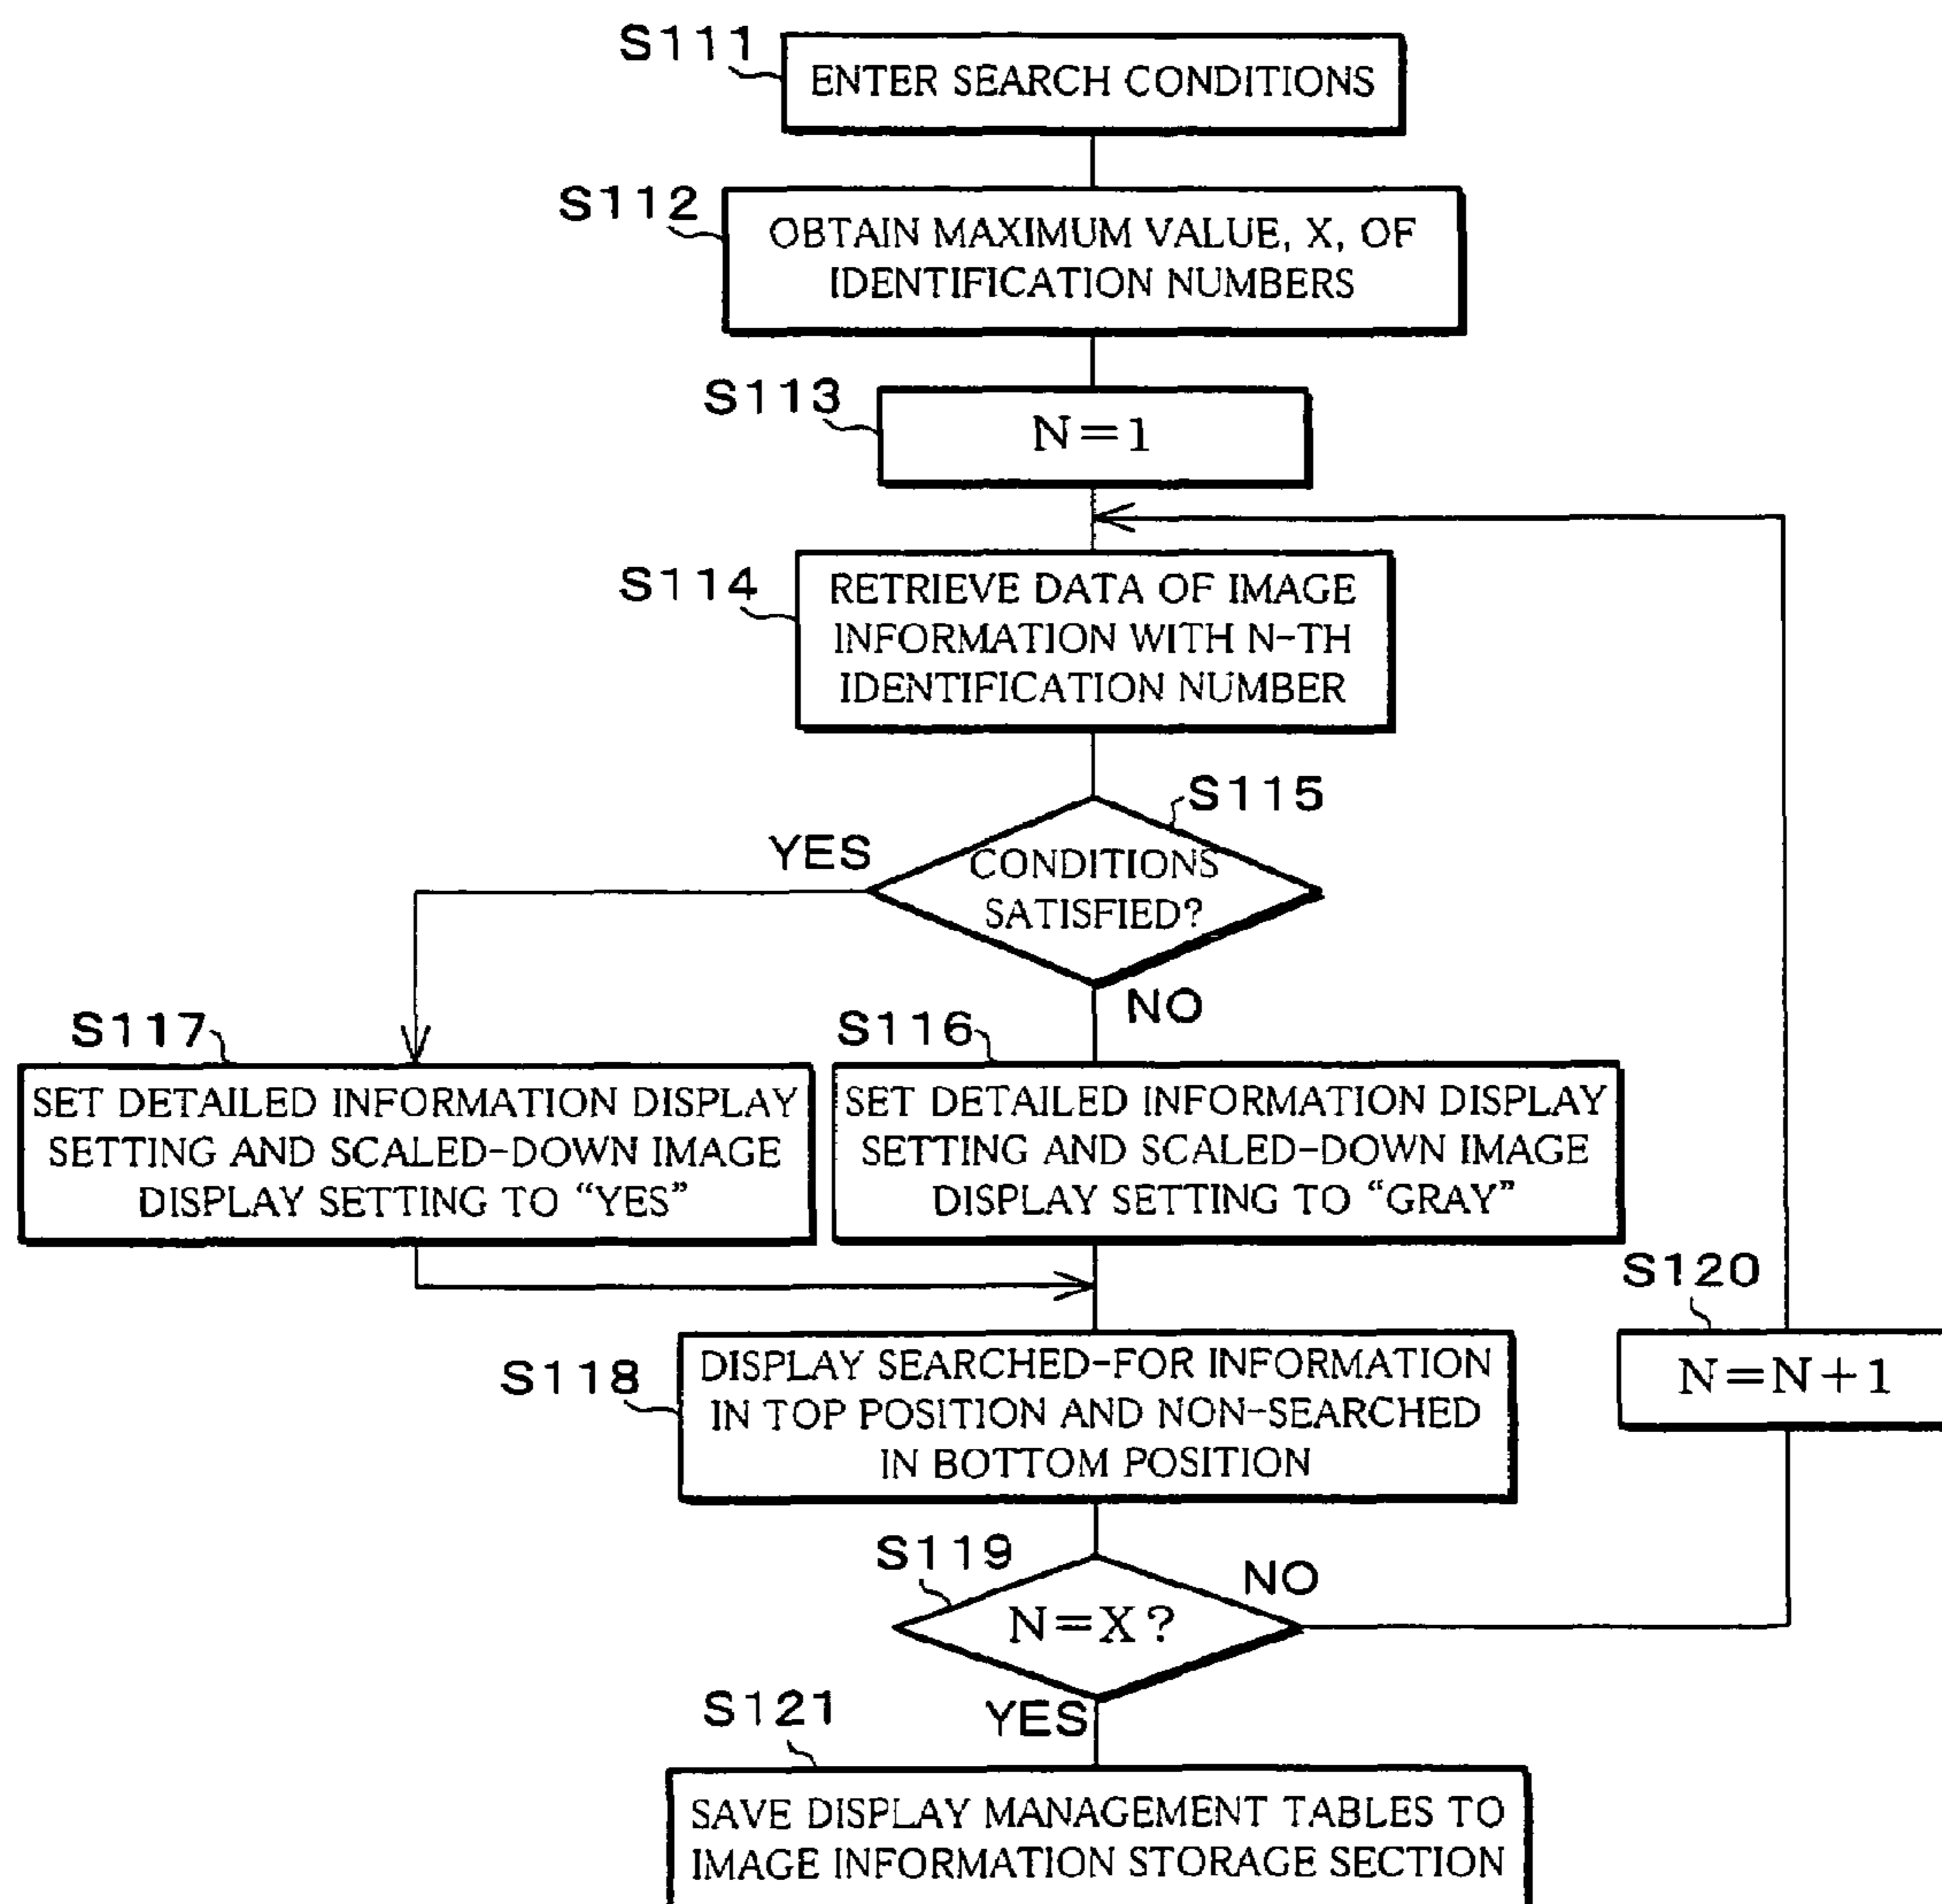 S111
ENTER SEARCH CONDITIONS
S112
OBTAIN MAXIMUM VALUE, X, OF
IDENTIFICATION NUMBERS
S113
N=1
S114
RETRIEVE DATA OF IMAGE
INFORMATION WITH N-TH
IDENTIFICATION NUMBER
S115
YES
CONDITIONS
SATISFIED?
NO
S117
SET DETAILED INFORMATION DISPLAY
SETTING AND SCALED-DOWN IMAGE
DISPLAY SETTING TO “YES”
S116
SET DETAILED INFORMATION DISPLAY
SETTING AND SCALED-DOWN IMAGE
DISPLAY SETTING TO “GRAY”
S118
DISPLAY SEARCHED-FOR INFORMATION
IN TOP POSITION AND NON-SEARCHED
IN BOTTOM POSITION
S120
N=N+1
S119
N=X?
NO
YES
S121
SAVE DISPLAY MANAGEMENT TABLES TO
IMAGE INFORMATION STORAGE SECTION